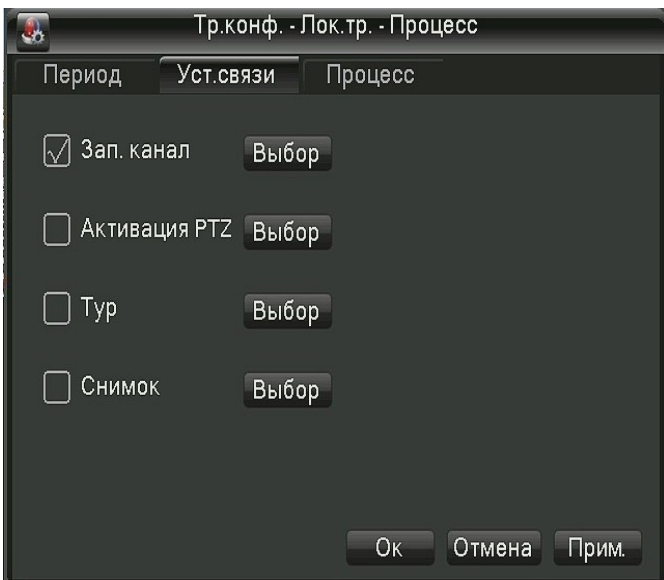 Тр.конф. - Лок.тр. - Процесс
Период Уст.связи Процесс
Зап. канал Выбор
Активация PTZ Выбор
Тур Выбор
Снимок Выбор
Ок Отмена Прим.